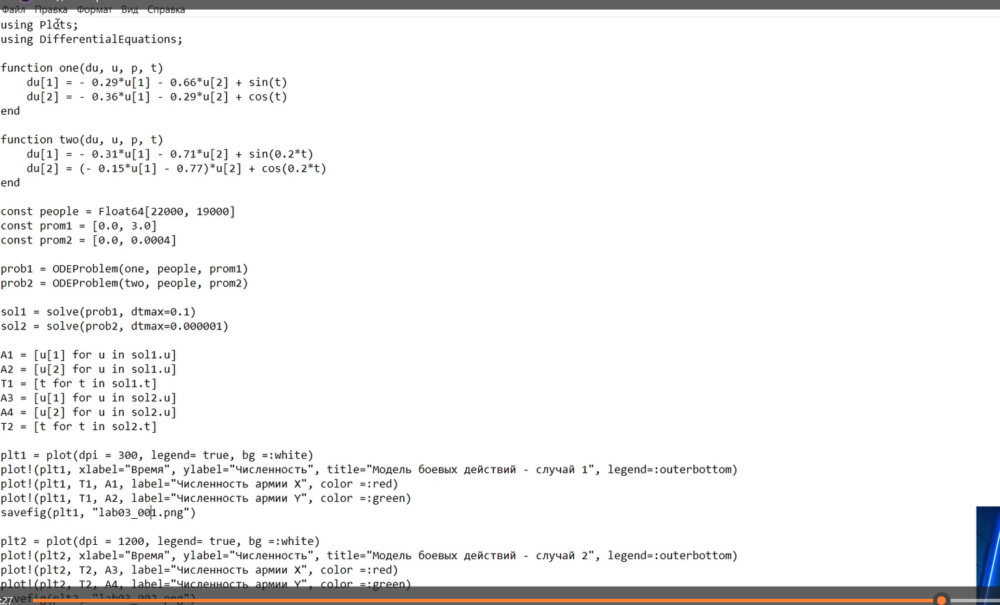 Файл Правка Формат Вид Справка
using Plots;
using DifferentialEquations;
function one(du, u, p, t)
du[1] = - 0.29*u[1] - 0.66*u[2] + sin(t)
du[2] = - 0.36*u[1] - 0.29*u[2] + cos(t)
end
function two(du, u, p, t)
du[1] = - 0.31*u[1] - 0.71*u[2] + sin(0.2*t)
du[2] = (- 0.15*u[1] - 0.77)*u[2] + cos(0.2*t)
end
const people = Float64[22000, 19000]
const prom1 = [0.0, 3.0]
const prom2 = [0.0, 0.0004]
prob1 = ODEProblem(one, people, prom1)
prob2 = ODEProblem(two, people, prom2)
sol1 = solve(prob1, dtmax=0.1)
sol2 = solve(prob2, dtmax=0.000001)
A1 = [u[1] for u in sol1.u]
A2 = [u[2] for u in sol1.u]
T1 = [t for t in sol1.t]
A3 = [u[1] for u in sol2.u]
A4 = [u[2] for u in sol2.u]
T2 = [t for t in sol2.t]
plt1 = plot(dpi = 300, legend= true, bg =:white)
plot!(plt1, xlabel="Время", ylabel="Численность", title="Модель боевых действий - случай 1", legend=:outerbottom)
plot!(plt1, T1, A1, label="Численность армии X", color =:red)
plot!(plt1, T1, A2, label="Численность армии Y", color =:green)
savefig(plt1, "lab03_001.png")
plt2 = plot(dpi = 1200, legend= true, bg =:white)
plot!(plt2, xlabel="Время", ylabel="Численность", title="Модель боевых действий - случай 2", legend=:outerbottom)
plot!(plt2, T2, A3, label="Численность армии X", color =:red)
plot!(plt2, T2, A4, label="Численность армии Y", color =:green)
:27